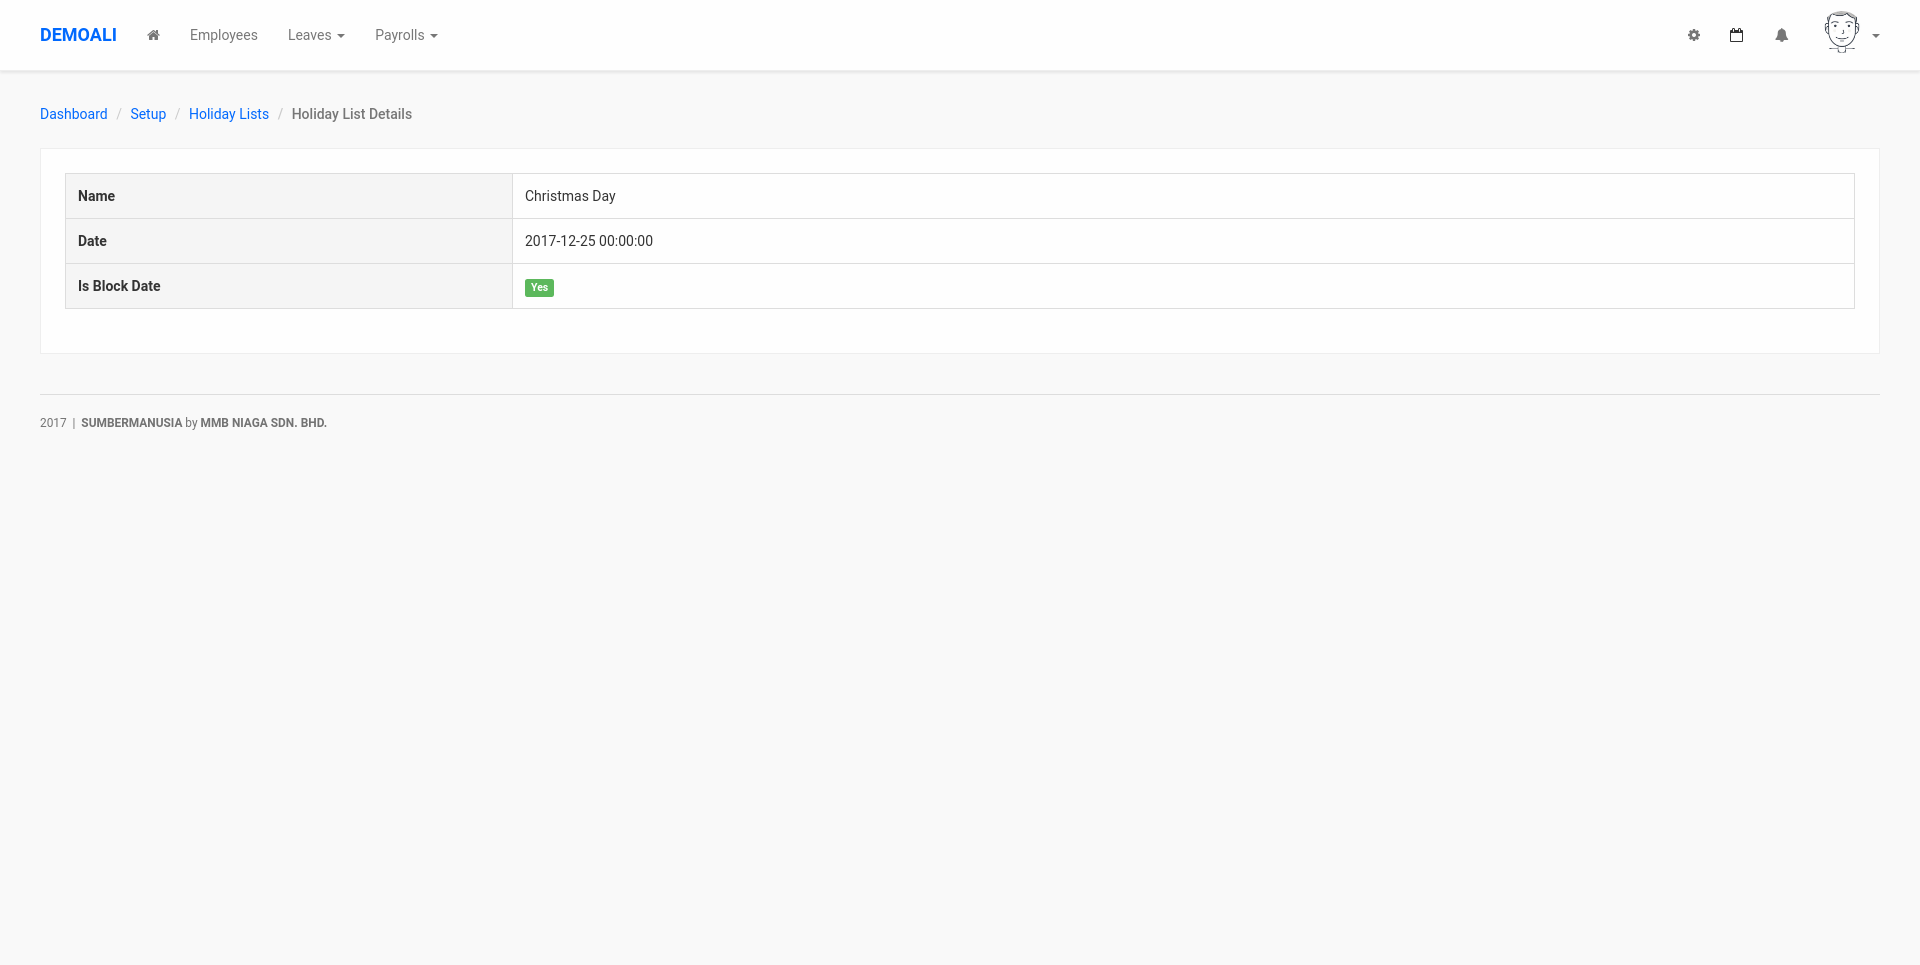 DEMOALI Employees Leaves Payrolls
Dashboard / Setup / Holiday Lists / Holiday List Details
Name Christmas Day
Date 2017-12-25 00:00:00
Is Block Date Yes
2017 | SUMBERMANUSIA by MMB NIAGA SDN. BHD.